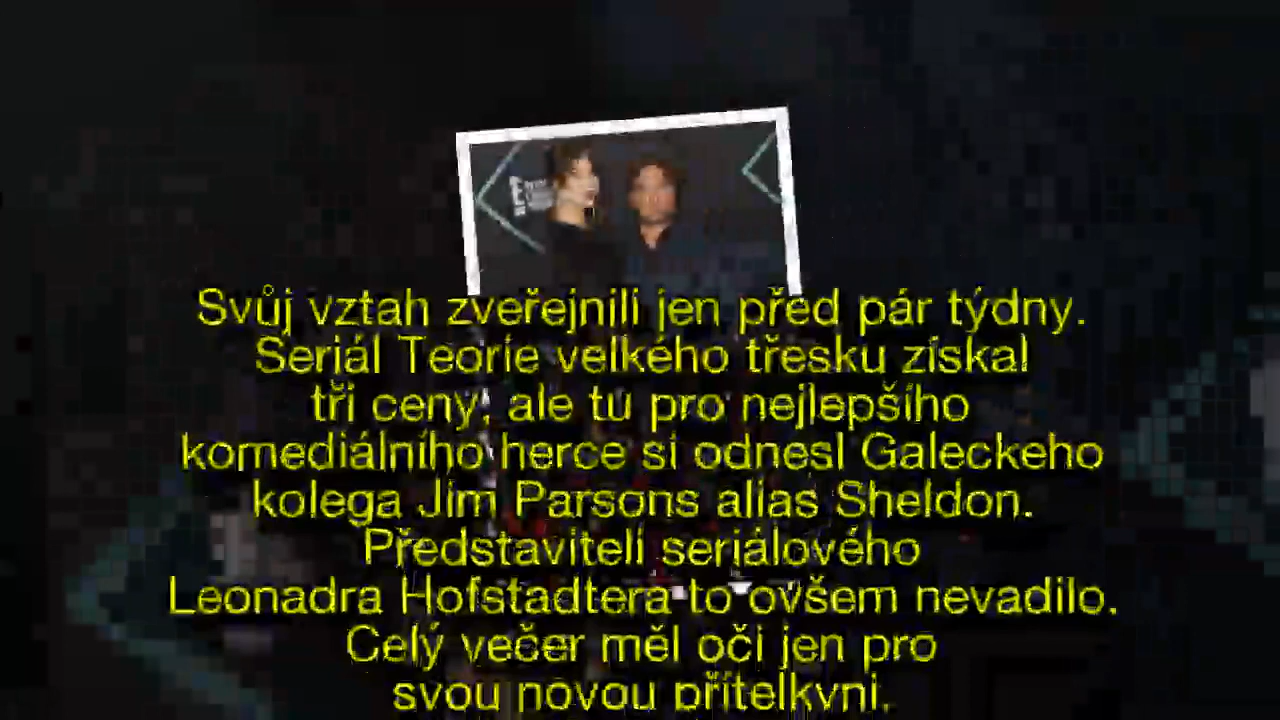 Svůj vztah zveřejnili jen před pár týdny.
Seriál Teorie velkého třesku získal
tři ceny, ale tu pro nejlepšího
komediálního herce si odnesl Galeckeho
kolega Jim Parsons alias Sheldon.
Představiteli seriálového
Leonadra Hofstadtera to ovšem nevadilo.
Celý večer měl oči jen pro
svou novou přítelkyni.